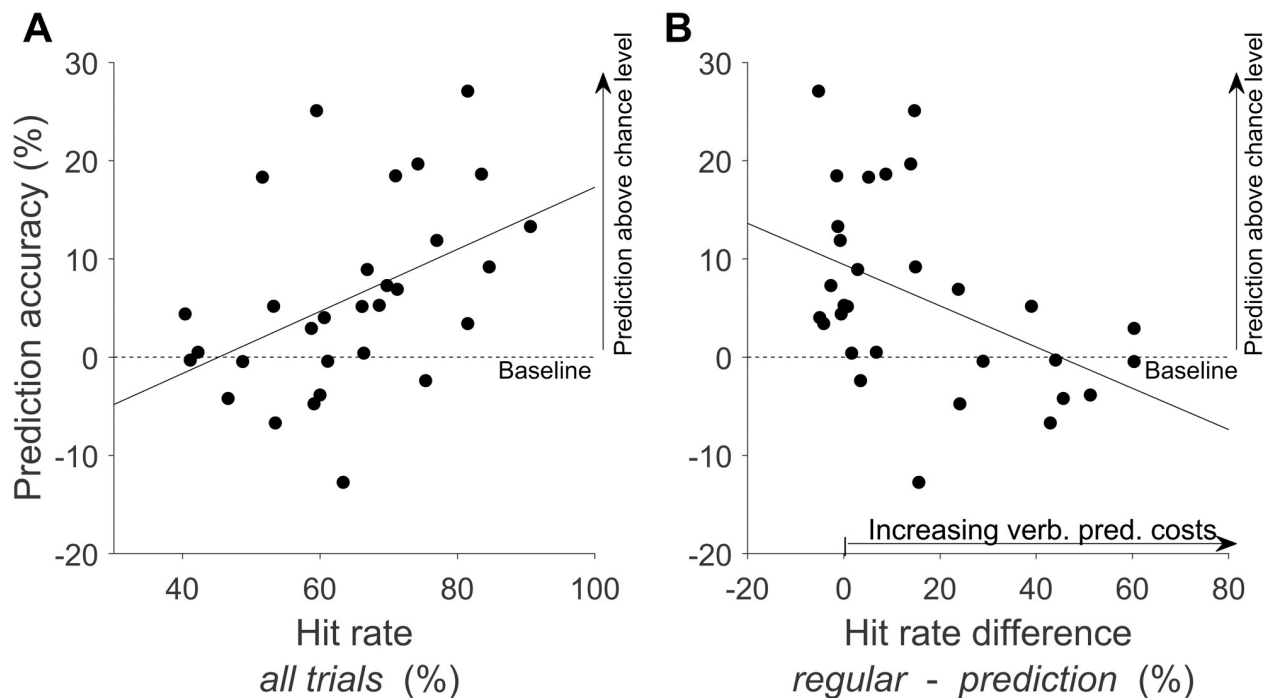 A
B
Prediction accuracy (%)
30
20
10
0
-10
-20
Baseline
Prediction above chance level
40
60
80
100
Hit rate
all trials (%)
30
20
10
0
-10
-20
Baseline
Prediction above chance level
Increasing verb. pred. costs
-20
0
20
40
60
80
Hit rate difference
regular - prediction (%)